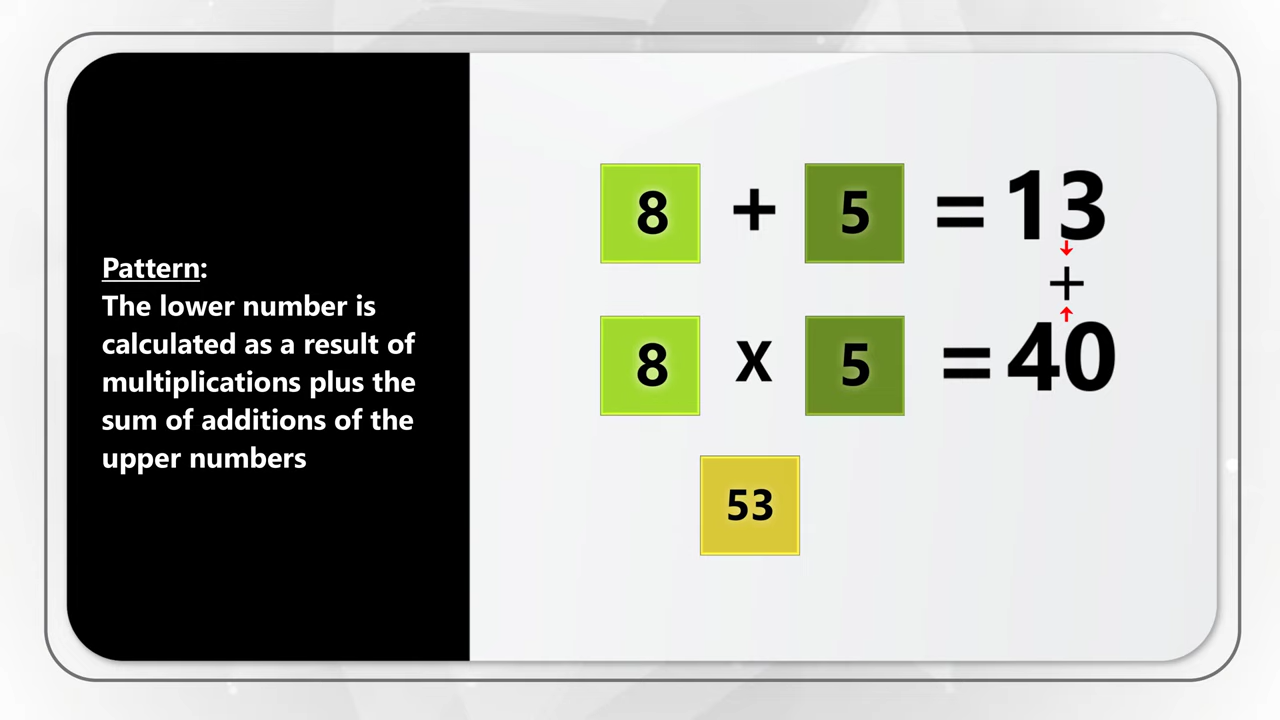 Pattern:
The lower number is
calculated as a result of
multiplications plus the
sum of additions of the
upper numbers
8 + 5 = 13
+
8 X 5 = 40
53